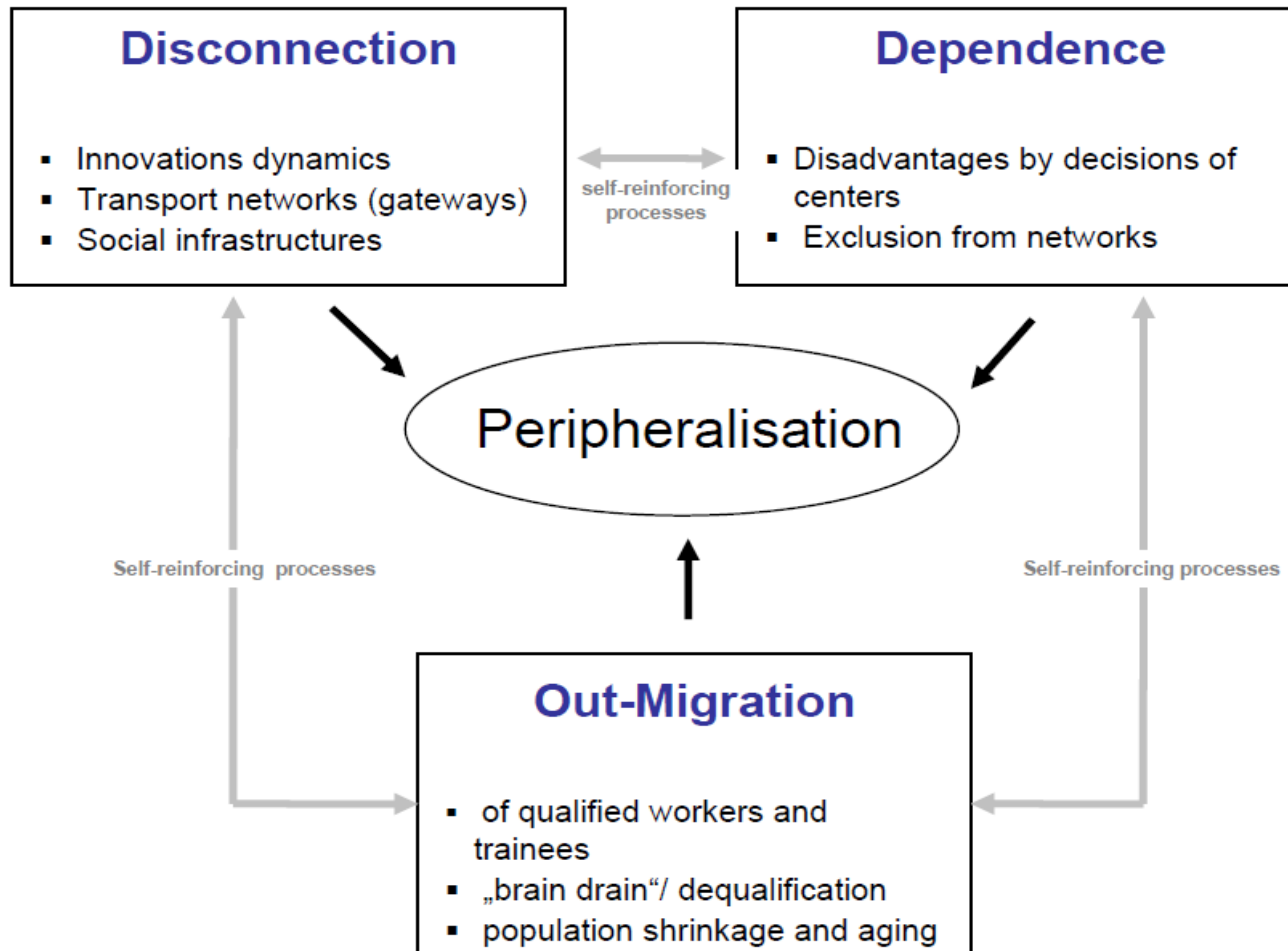 Disconnection
▪ Innovations dynamics
▪ Transport networks (gateways)
▪ Social infrastructures
self-reinforcing
processes
Dependence
▪ Disadvantages by decisions of
centers
▪ Exclusion from networks
Peripheralisation
Self-reinforcing processes
Self-reinforcing processes
Out-Migration
▪ of qualified workers and
trainees
▪ „brain drain“/ dequalification
▪ population shrinkage and aging